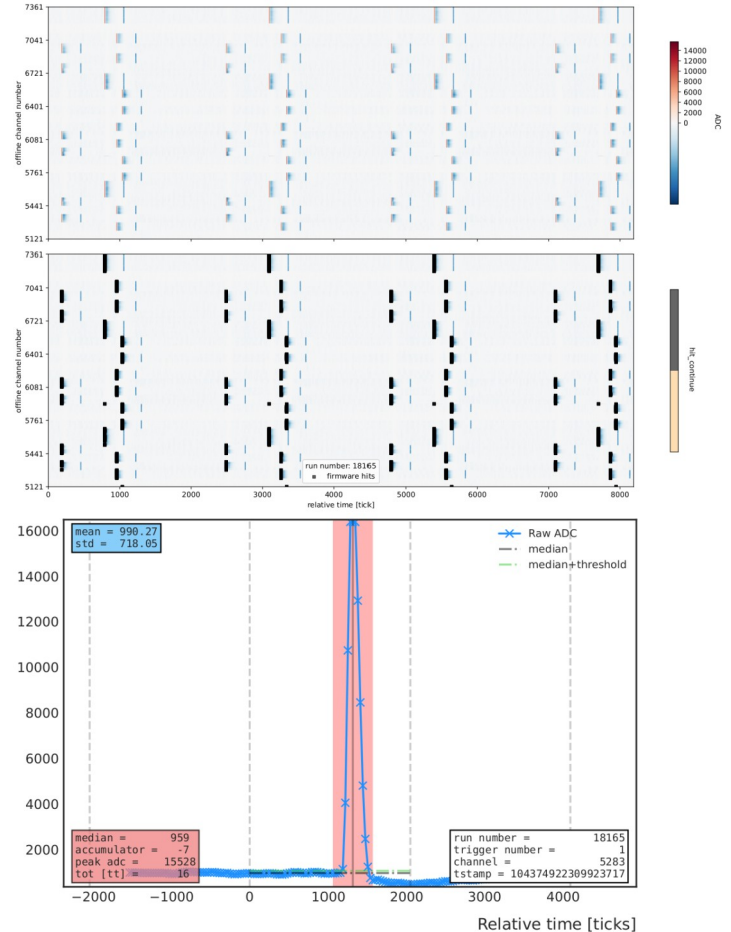 7361
7041
6721
6401
6081
5761
5441
5121
offline channel number
14000
12000
10000
8000
6000
4000
2000
0
ADC
7361
7041
6721
6401
6081
5761
5441
5121
offline channel number
run number: 18165
firmware hits
0 1000 2000 3000 4000 5000 6000 7000 8000
relative time [tick]
hit_continue
16000
14000
12000
10000
8000
6000
4000
2000
mean = 990.27
std = 718.05
Raw ADC
median
median+threshold
median = 959
accumulator = -7
peak adc = 15528
tot [tt] = 16
run number = 18165
trigger number = 1
channel = 5283
tstamp = 104374922309923717
−2000 −1000 0 1000 2000 3000 4000
Relative time [ticks]